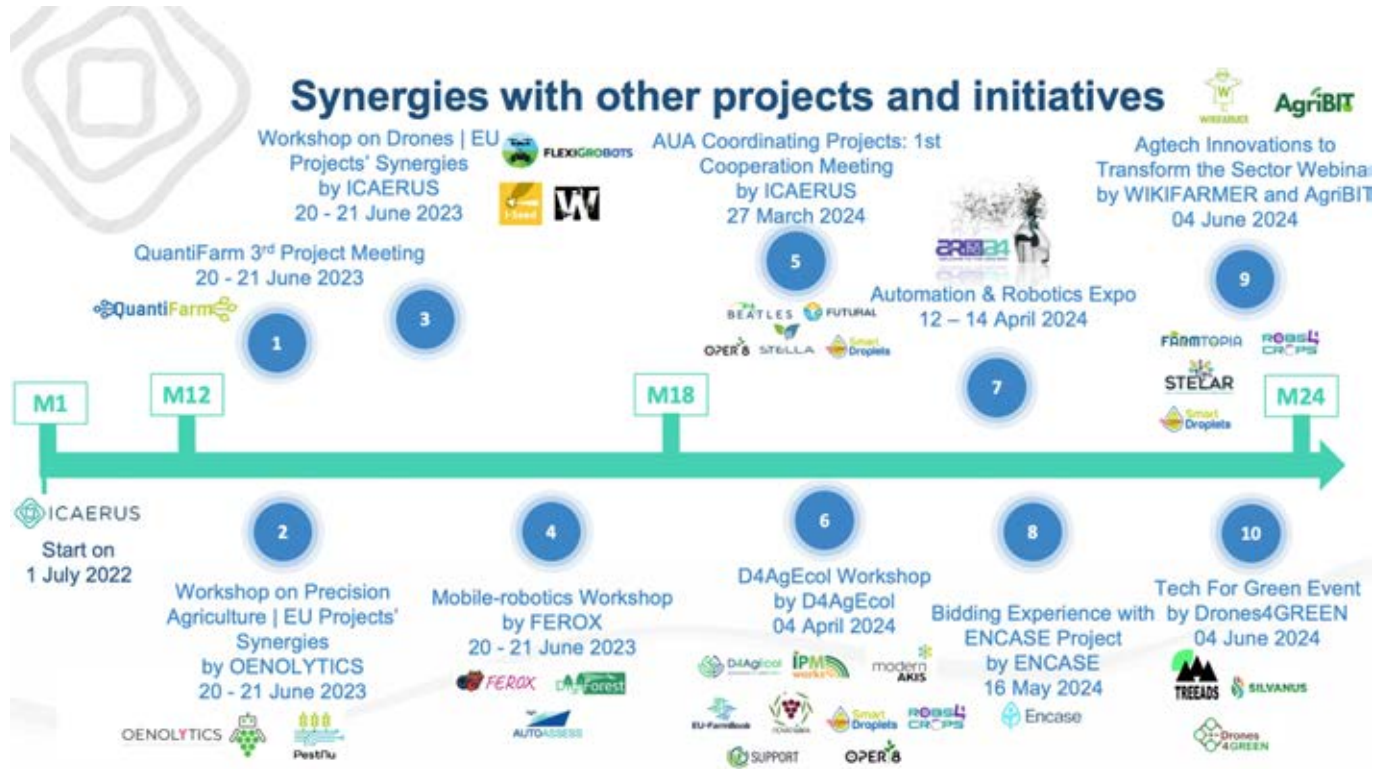 Synergies with other projects and initiatives
WIKIFARMER
AgriBIT
Workshop on Drones | EU
Projects' Synergies
by ICAERUS
20 - 21 June 2023
FLEXIGROBOTS
I-Seed
W
AUA Coordinating Projects: 1st
Cooperation Meeting
by ICAERUS
27 March 2024
Agtech Innovations to
Transform the Sector Webinar
by WIKIFARMER and AgriBIT
04 June 2024
QuantiFarm 3rd Project Meeting
20 - 21 June 2023
QuantiFarm
1
3
5
BEATLES
FUTURAL
OPER8
STELLA
Smart
Droplets
Automation & Robotics Expo
12 – 14 April 2024
7
9
FARMTOPIA
ROBS4
CROPS
STELAR
Smart
Droplets
M1
M12
M18
M24
ICAERUS
Start on
1 July 2022
2
Workshop on Precision
Agriculture | EU Projects'
Synergies
by OENOLYTICS
20 - 21 June 2023
OENOLYTICS
PestNu
4
Mobile-robotics Workshop
by FEROX
20 - 21 June 2023
FEROX
AUTOASSESS
6
D4AgEcol Workshop
by D4AgEcol
04 April 2024
D4AgEcol
IPM
works
modern
AKIS
EU-FarmBook
Smart
Droplets
ROBS4
CROPS
SUPPORT
OPER8
8
Bidding Experience with
ENCASE Project
by ENCASE
16 May 2024
Encase
10
Tech For Green Event
by Drones4GREEN
04 June 2024
TREEADS
SILVANUS
Drones
4GREEN